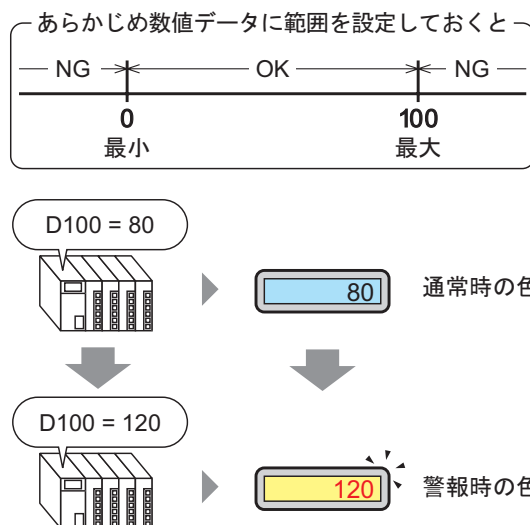 あらかじめ数値データに範囲を設定しておくと
NG OK NG
0 100
最小 最大
D100 = 80
80 通常時の色
D100 = 120
120 警報時の色